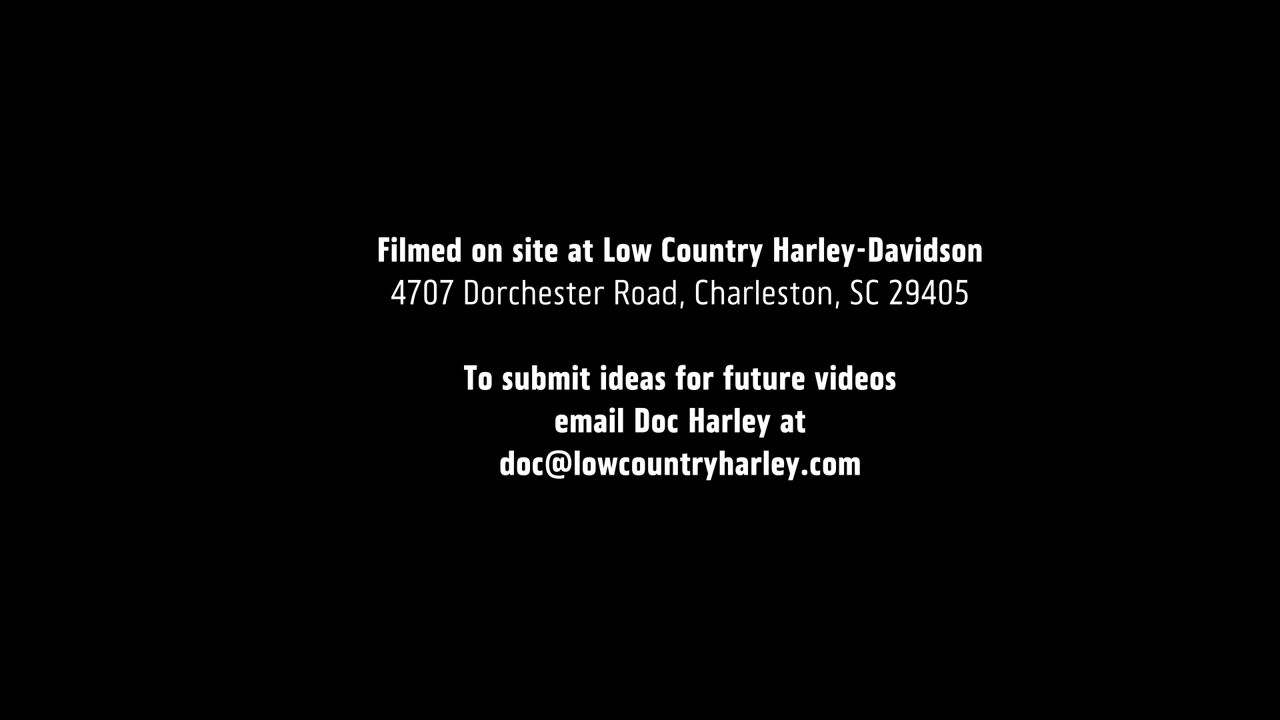 Filmed on site at Low Country Harley-Davidson
4707 Dorchester Road, Charleston, SC 29405
To submit ideas for future videos
email Doc Harley at
doc@lowcountryharley.com